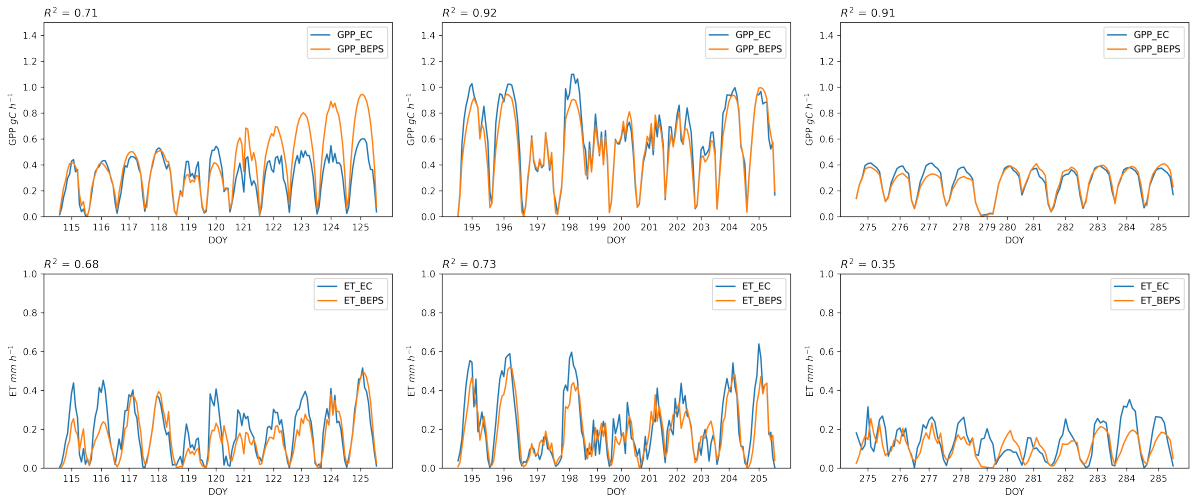 R² = 0.71
GPP gC h⁻¹
1.4
1.2
1.0
0.8
0.6
0.4
0.2
0.0
GPP_EC
GPP_BEPS
115 116 117 118 119 120 121 122 123 124 125
DOY
R² = 0.92
GPP gC h⁻¹
1.4
1.2
1.0
0.8
0.6
0.4
0.2
0.0
GPP_EC
GPP_BEPS
195 196 197 198 199 200 201 202 203 204 205
DOY
R² = 0.91
GPP gC h⁻¹
1.4
1.2
1.0
0.8
0.6
0.4
0.2
0.0
GPP_EC
GPP_BEPS
275 276 277 278 279 280 281 282 283 284 285
DOY
R² = 0.68
ET mm h⁻¹
1.0
0.8
0.6
0.4
0.2
0.0
ET_EC
ET_BEPS
115 116 117 118 119 120 121 122 123 124 125
DOY
R² = 0.73
ET mm h⁻¹
1.0
0.8
0.6
0.4
0.2
0.0
ET_EC
ET_BEPS
195 196 197 198 199 200 201 202 203 204 205
DOY
R² = 0.35
ET mm h⁻¹
1.0
0.8
0.6
0.4
0.2
0.0
ET_EC
ET_BEPS
275 276 277 278 279 280 281 282 283 284 285
DOY